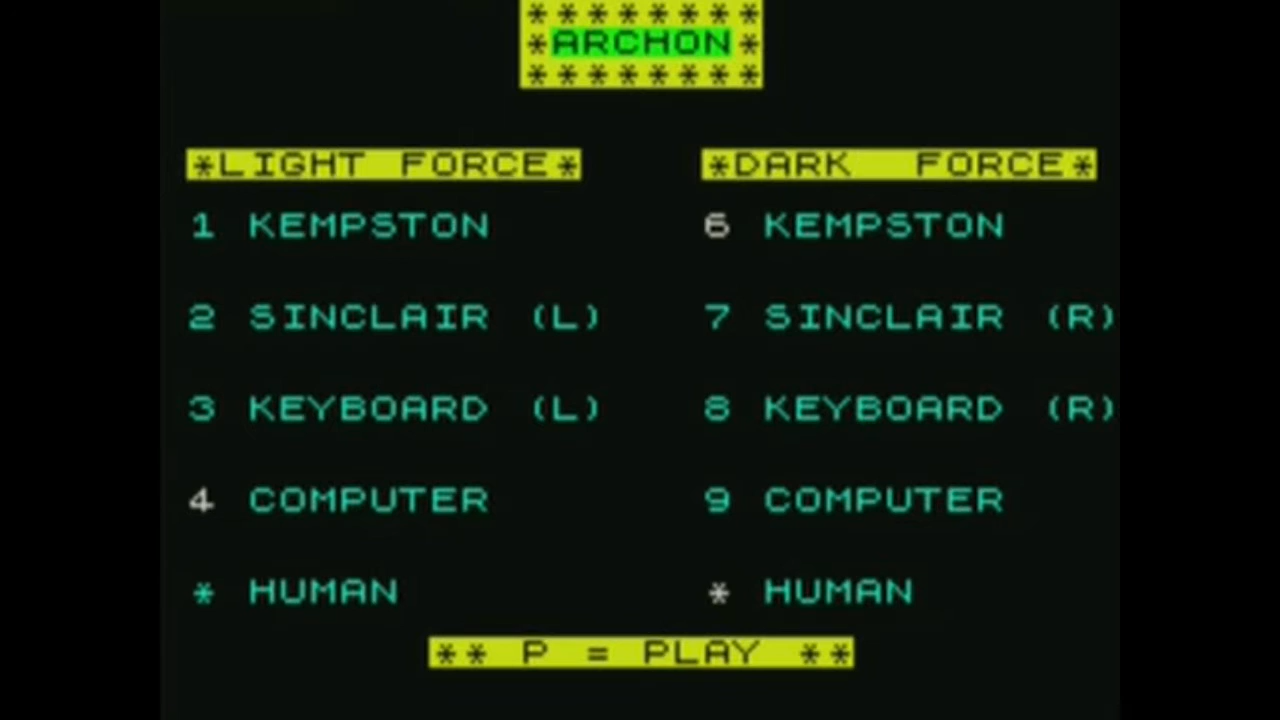 * * * * * * * *
*ARCHON *
* * * * * * * *
*LIGHT FORCE*
*DARK FORCE*
1 KEMPSTON
6 KEMPSTON
2 SINCLAIR (L)
7 SINCLAIR (R)
3 KEYBOARD (L)
8 KEYBOARD (R)
4 COMPUTER
9 COMPUTER
* HUMAN
* HUMAN
** P = PLAY **